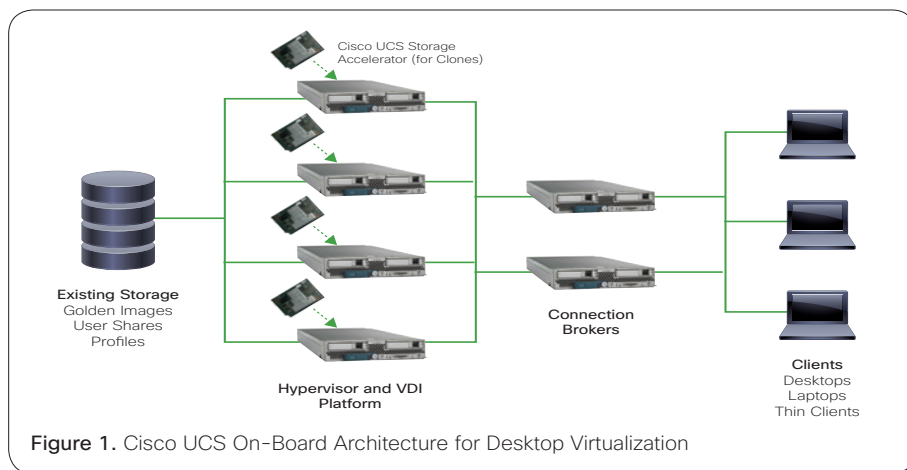 Cisco UCS Storage
Accelerator (for Clones)
Existing Storage
Golden Images
User Shares
Profiles
Hypervisor and VDI
Platform
Connection
Brokers
Clients
Desktops
Laptops
Thin Clients
Figure 1. Cisco UCS On-Board Architecture for Desktop Virtualization